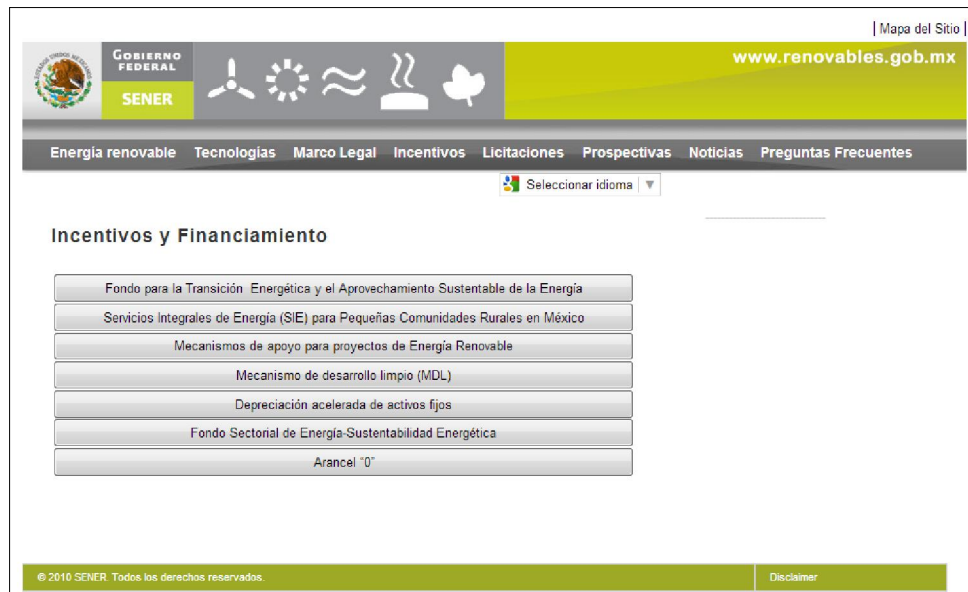 Mapa del Sitio
GOBIERNO
FEDERAL
SENER
www.renovables.gob.mx
Energía renovable Tecnologias Marco Legal Incentivos Licitaciones Prospectivas Noticias Preguntas Frecuentes
Seleccionar idioma
Incentivos y Financiamiento
Fondo para la Transición Energética y el Aprovechamiento Sustentable de la Energía
Servicios Integrales de Energía (SIE) para Pequeñas Comunidades Rurales en México
Mecanismos de apoyo para proyectos de Energía Renovable
Mecanismo de desarrollo limpio (MDL)
Depreciación acelerada de activos fijos
Fondo Sectorial de Energía-Sustentabilidad Energética
Arancel "0"
© 2010 SENER. Todos los derechos reservados.
Disclaimer